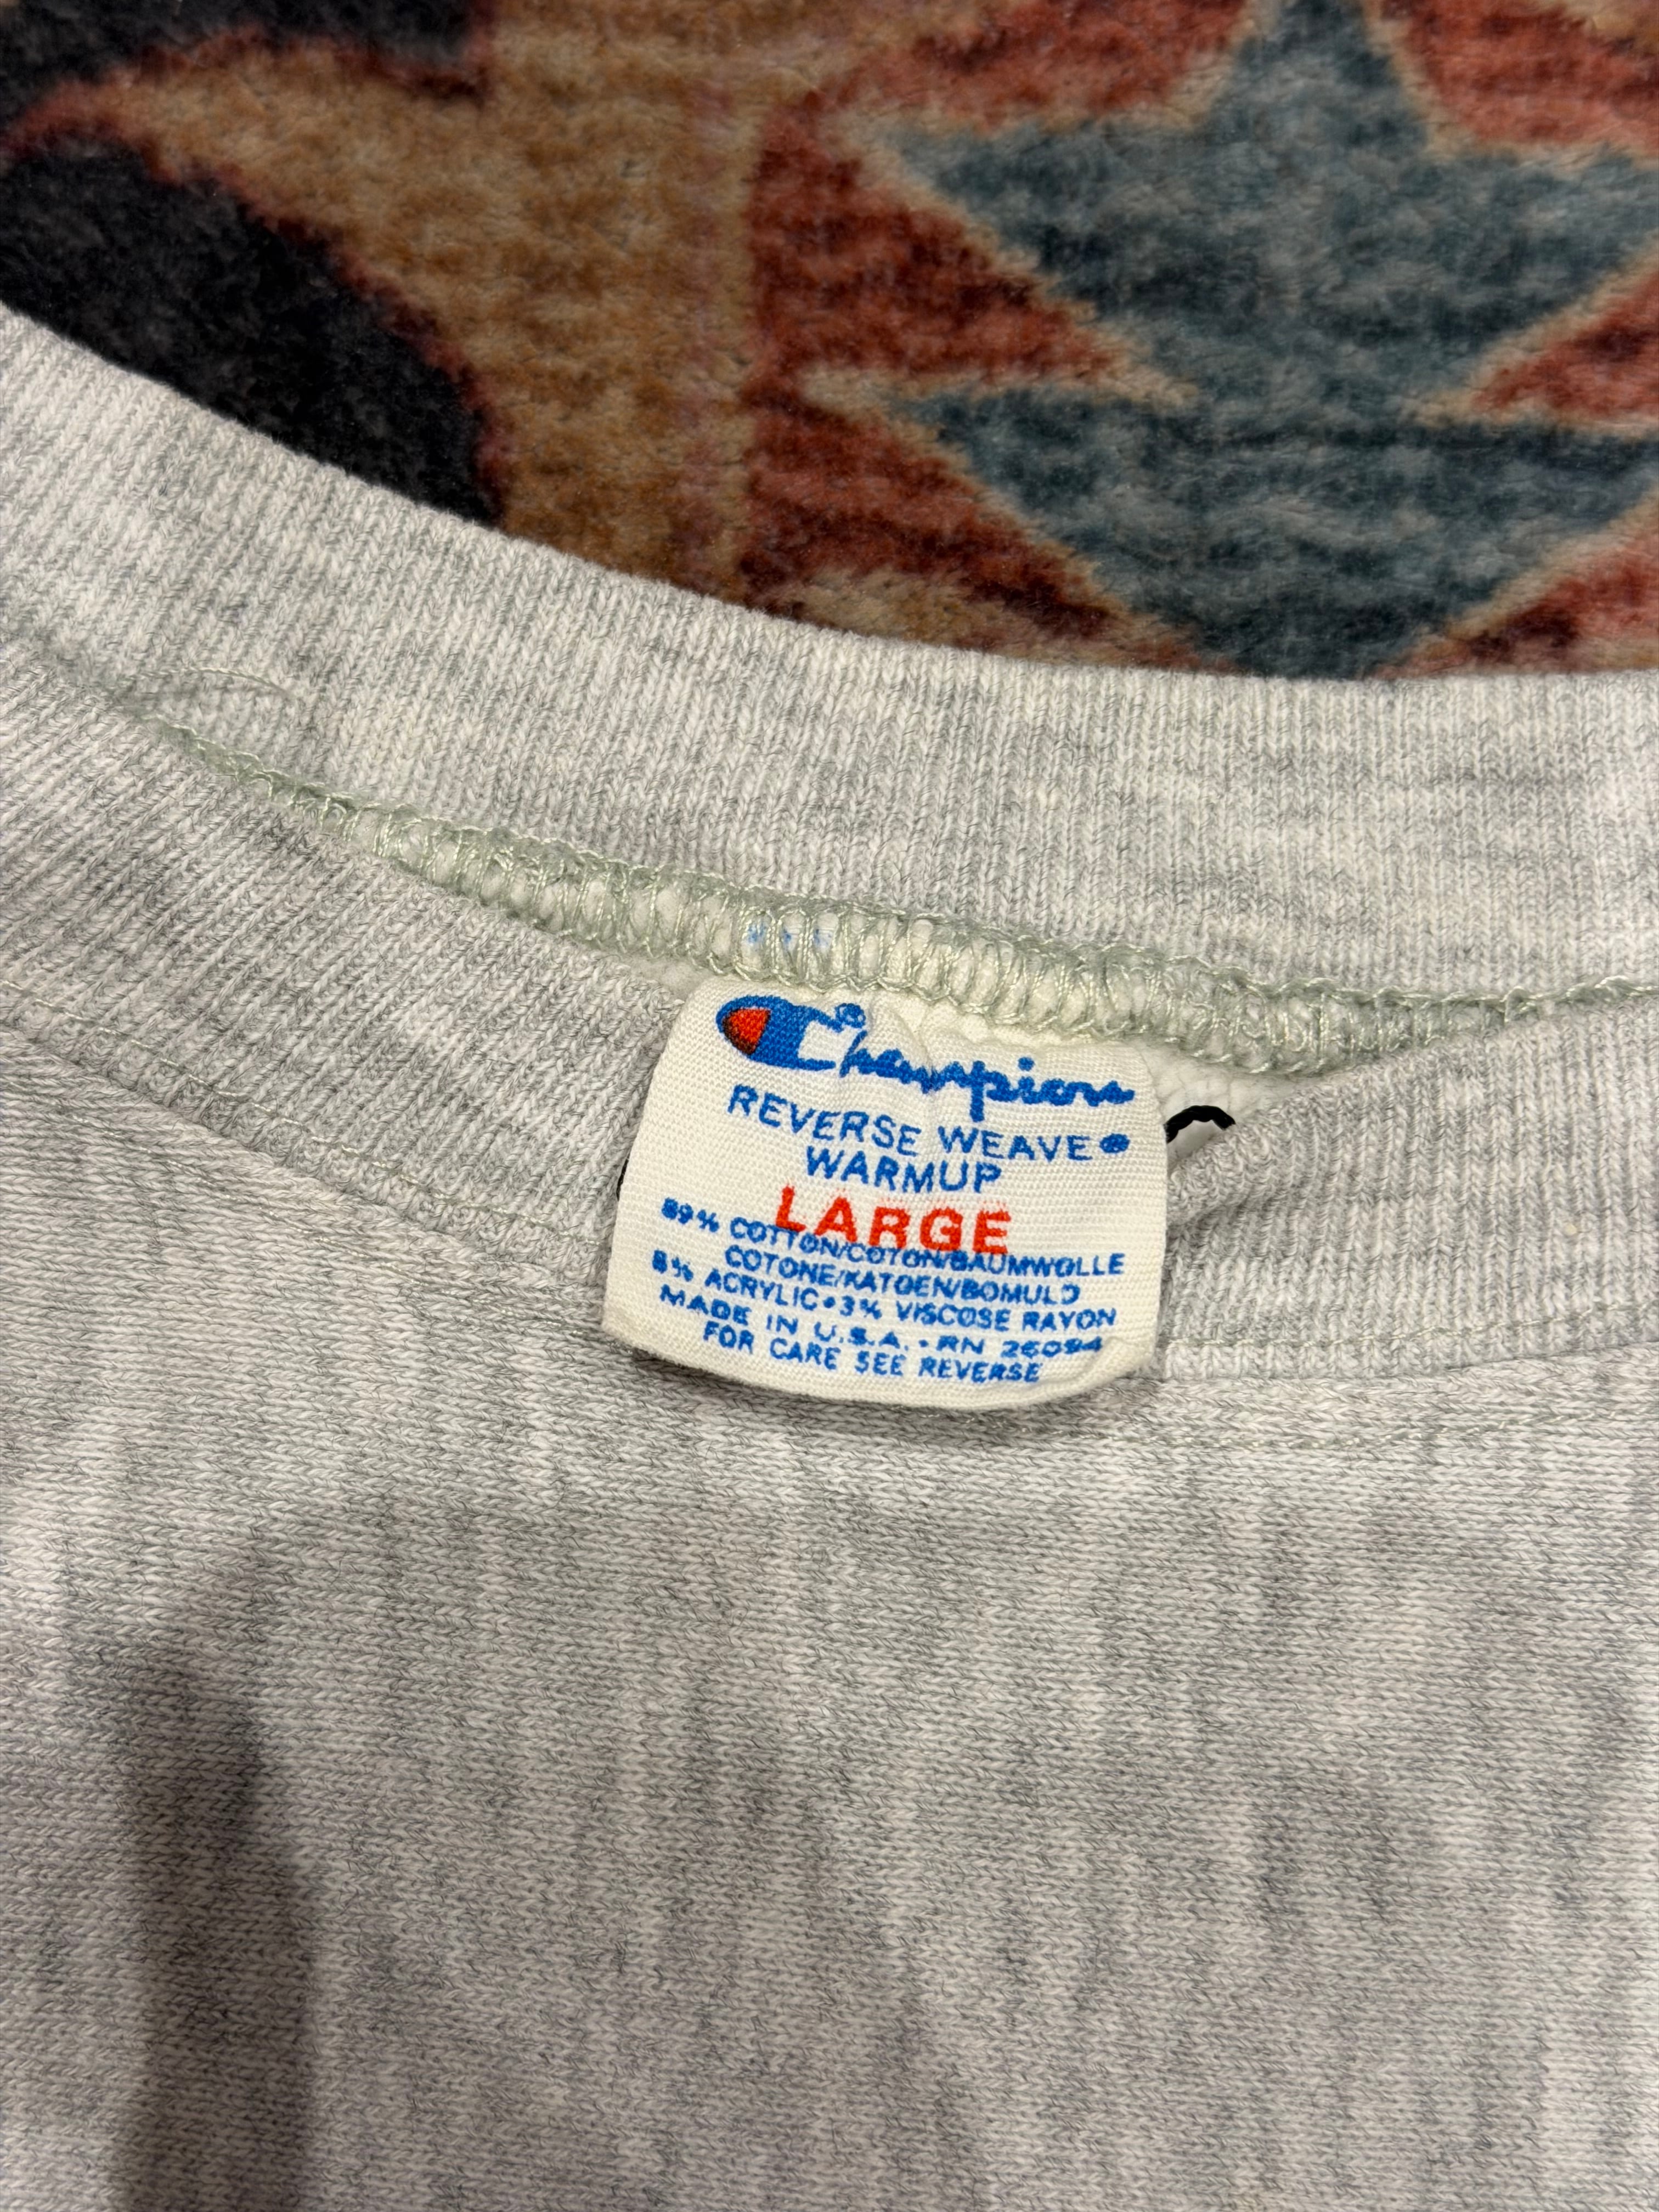 Champion®
REVERSE WEAVE®
WARMUP
LARGE
89% COTTON/COTON/BAUMWOLLE
COTONE/KATOEN/BOMULD
8% ACRYLIC•3% VISCOSE RAYON
MADE IN U.S.A.•RN 26094
FOR CARE SEE REVERSE